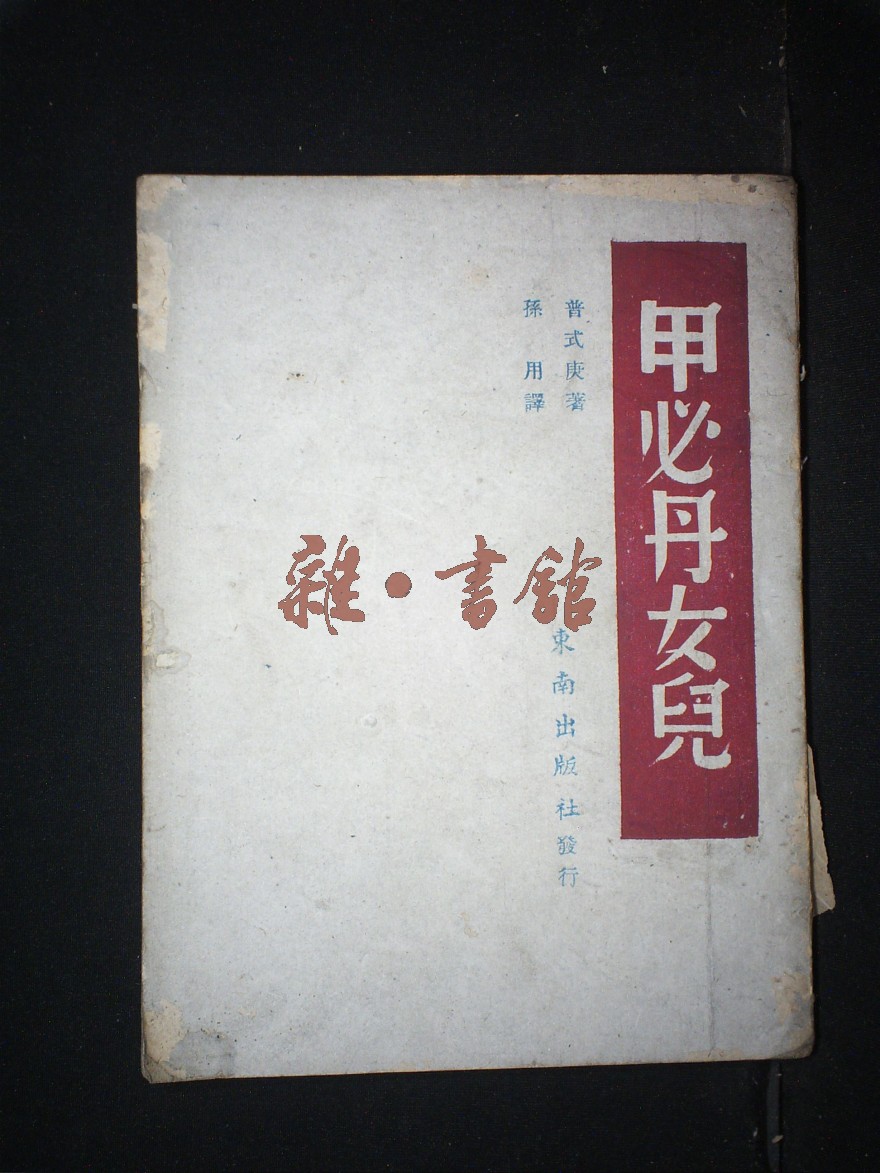 甲必丹女兒
普式庚著
孫用譯
東南出版社發行
雜·書館